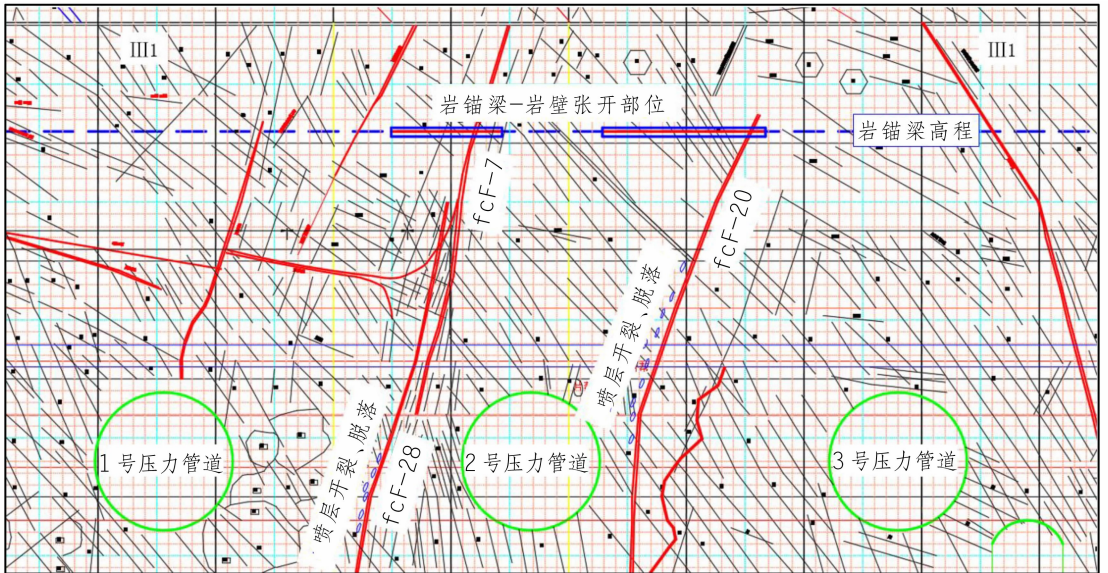 III1
III1
岩锚梁-岩壁张开部位
岩锚梁高程
fcF-7
fcF-20
喷层开裂、脱落
喷层开裂、脱落
fcF-28
1号压力管道
2号压力管道
3号压力管道